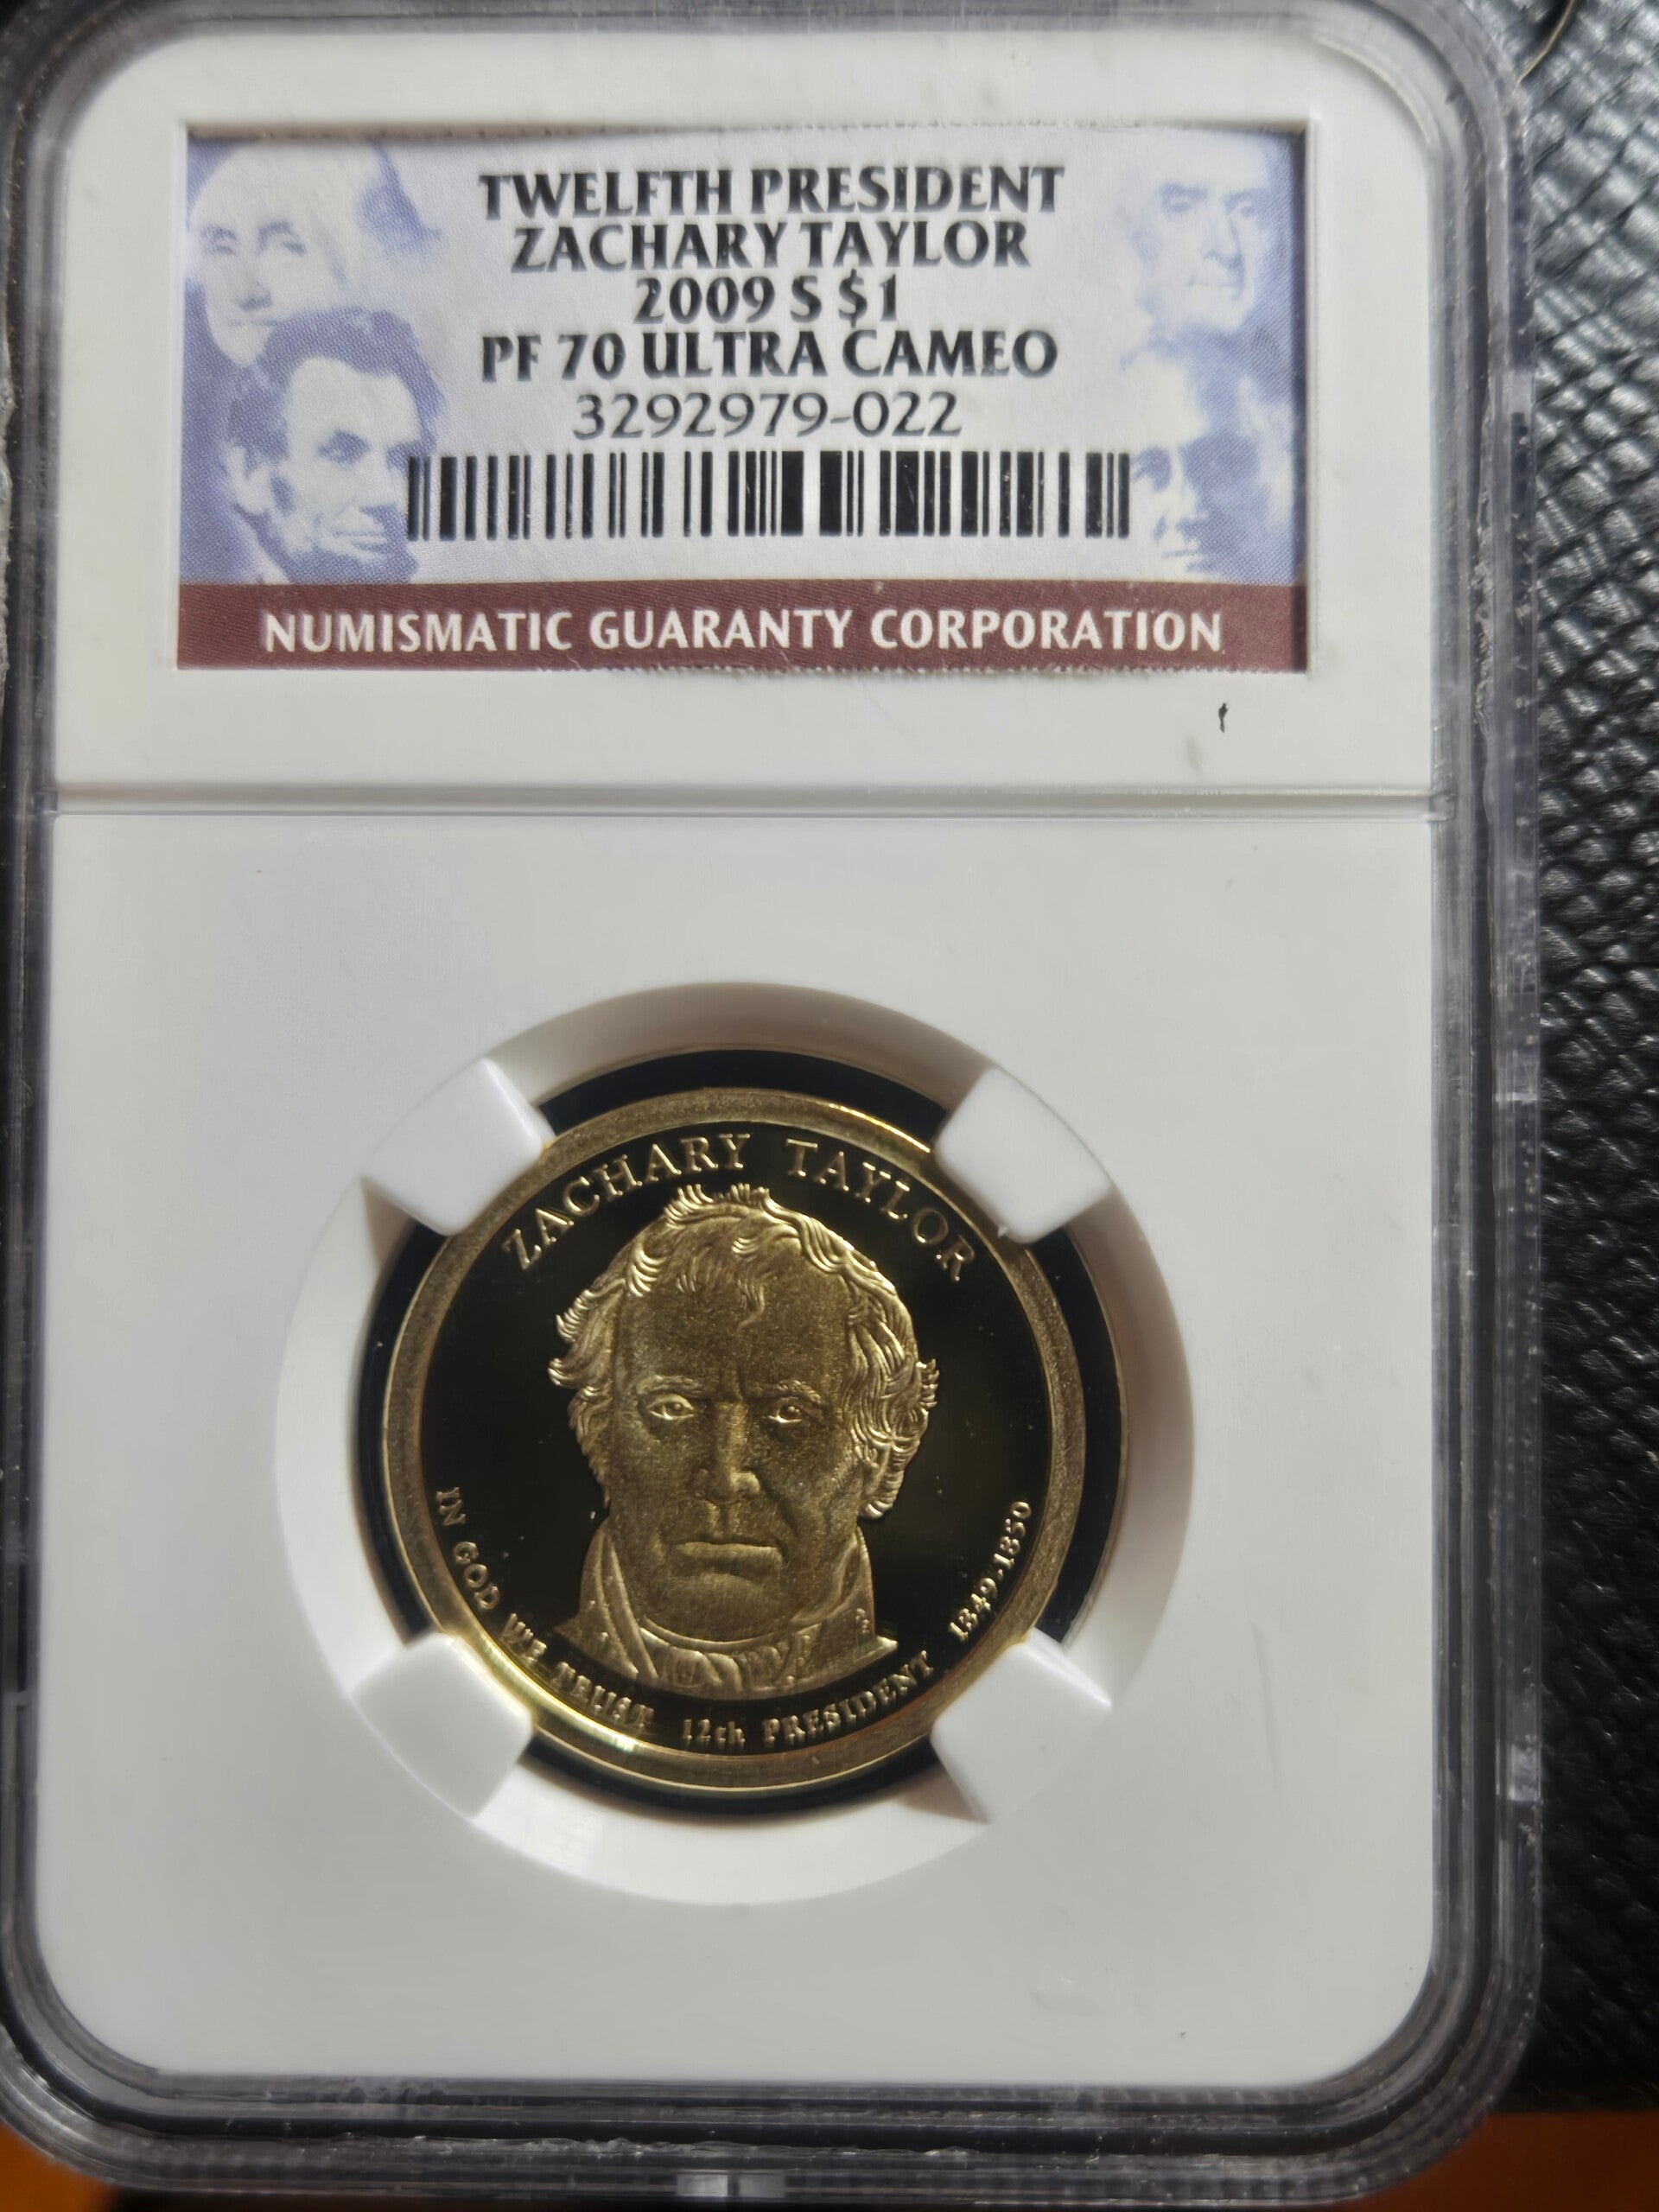 TWELFTH PRESIDENT
ZACHARY TAYLOR
2009 S $1
PF 70 ULTRA CAMEO
3292979-022
NUMISMATIC GUARANTY CORPORATION
ZACHARY TAYLOR
IN GOD WE TRUST 12th PRESIDENT 1849-1850